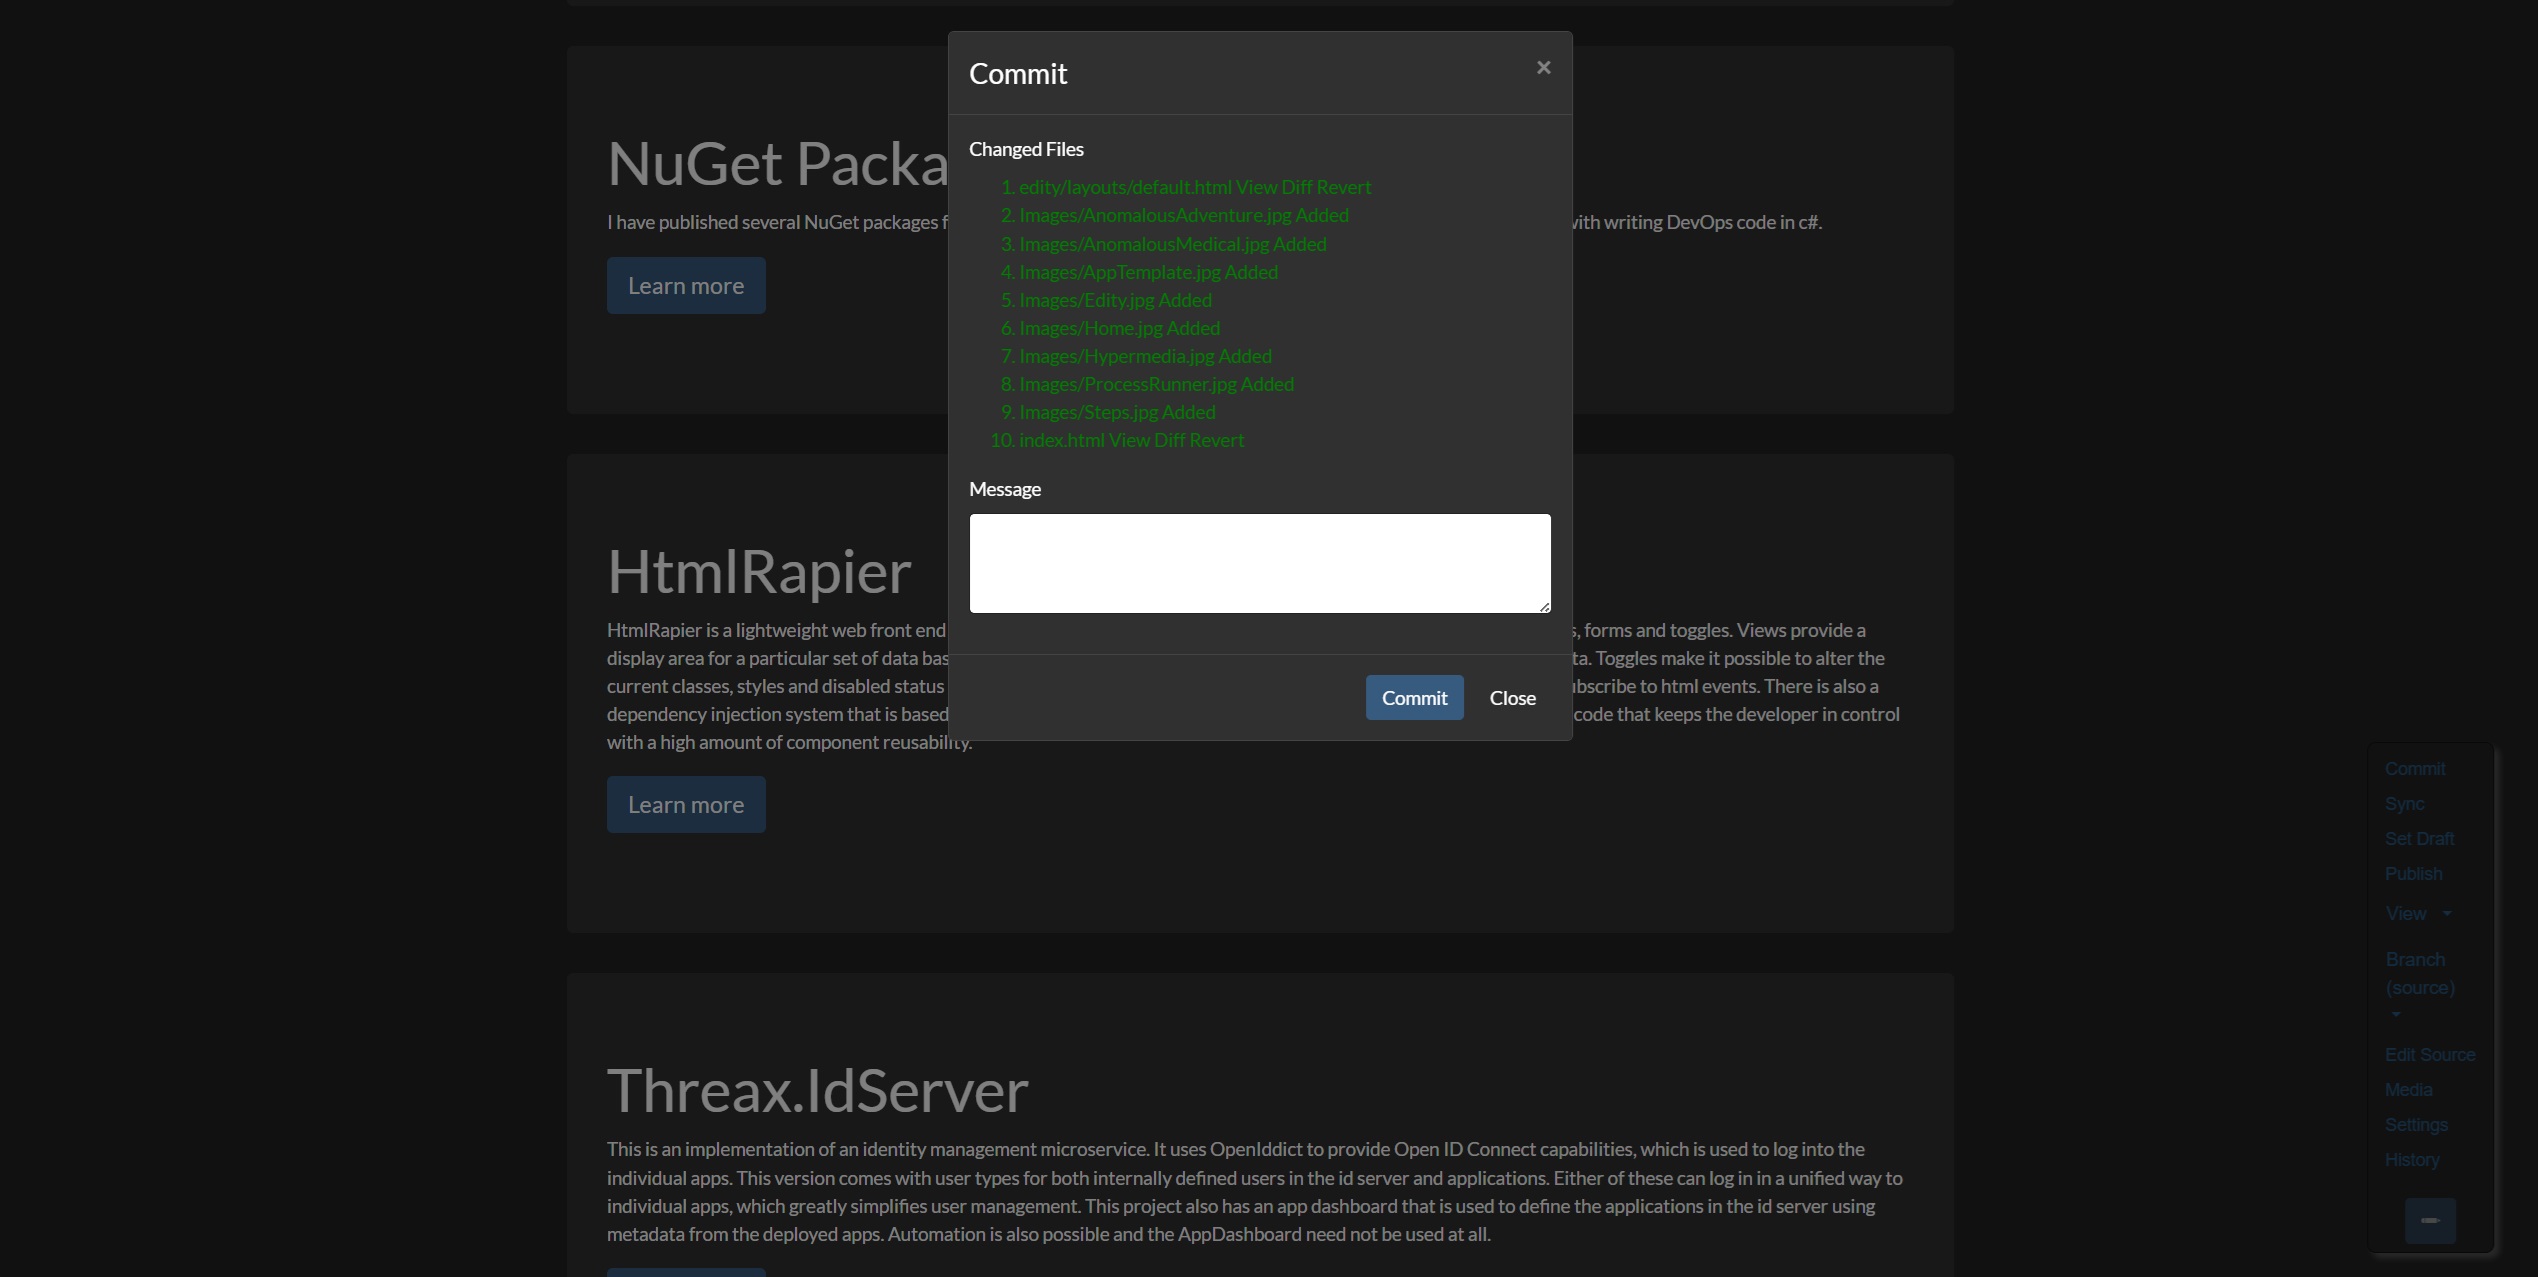 Commit
×
Changed Files
1. edity/layouts/default.html View Diff Revert
2. Images/AnomalousAdventure.jpg Added
3. Images/AnomalousMedical.jpg Added
4. Images/AppTemplate.jpg Added
5. Images/Edity.jpg Added
6. Images/Home.jpg Added
7. Images/Hypermedia.jpg Added
8. Images/ProcessRunner.jpg Added
9. Images/Steps.jpg Added
10. index.html View Diff Revert
Message
Commit Close
NuGet Packa
I have published several NuGet packages f
with writing DevOps code in c#.
Learn more
HtmlRapier
HtmlRapier is a lightweight web front end
s, forms and toggles. Views provide a
display area for a particular set of data bas
ta. Toggles make it possible to alter the
current classes, styles and disabled status
ubscribe to html events. There is also a
dependency injection system that is based
code that keeps the developer in control
with a high amount of component reusability.
Learn more
Threax.IdServer
This is an implementation of an identity management microservice. It uses OpenIddict to provide Open ID Connect capabilities, which is used to log into the
individual apps. This version comes with user types for both internally defined users in the id server and applications. Either of these can log in in a unified way to
individual apps, which greatly simplifies user management. This project also has an app dashboard that is used to define the applications in the id server using
metadata from the deployed apps. Automation is also possible and the AppDashboard need not be used at all.
Commit
Sync
Set Draft
Publish
View
Branch
(source)
Edit Source
Media
Settings
History